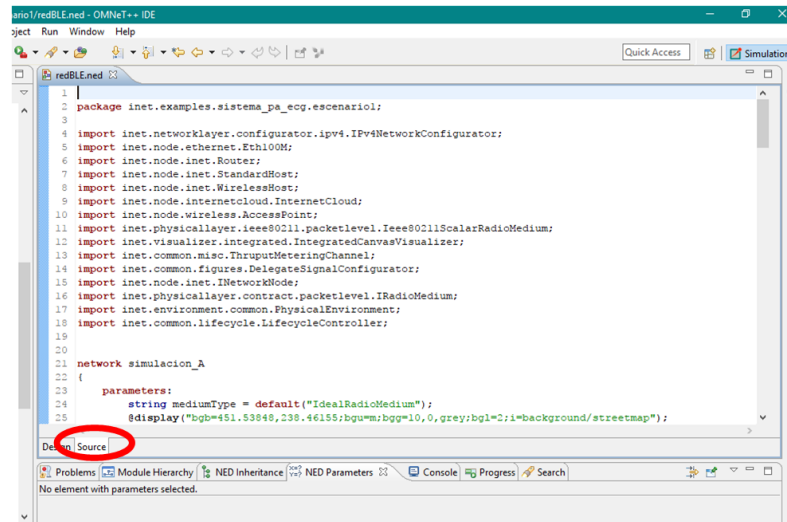 ario1/redBLE.ned - OMNeT++ IDE
oject Run Window Help
Quick Access
Simulation
redBLE.ned
1
2 package inet.examples.sistema_pa_ecg.escenario1;
3
4 import inet.networklayer.configurator.ipv4.IPv4NetworkConfigurator;
5 import inet.node.ethernet.Eth100M;
6 import inet.node.inet.Router;
7 import inet.node.inet.StandardHost;
8 import inet.node.inet.WirelessHost;
9 import inet.node.internetcloud.InternetCloud;
10 import inet.node.wireless.AccessPoint;
11 import inet.physicallayer.ieee80211.packetlevel.Ieee80211ScalarRadioMedium;
12 import inet.visualizer.integrated.IntegratedCanvasVisualizer;
13 import inet.common.misc.ThruputMeteringChannel;
14 import inet.common.figures.DelegateSignalConfigurator;
15 import inet.node.inet.INetworkNode;
16 import inet.physicallayer.contract.packetlevel.IRadioMedium;
17 import inet.environment.common.PhysicalEnvironment;
18 import inet.common.lifecycle.LifecycleController;
19
20
21 network simulacion_A
22 {
23 parameters:
24 string mediumType = default("IdealRadioMedium");
25 @display("bgb=451.53848,238.46155;bgu=m;bgg=10,0,grey;bgl=2;i=background/streetmap");
Design Source
Problems Module Hierarchy NED Inheritance NED Parameters Console Progress Search
No element with parameters selected.